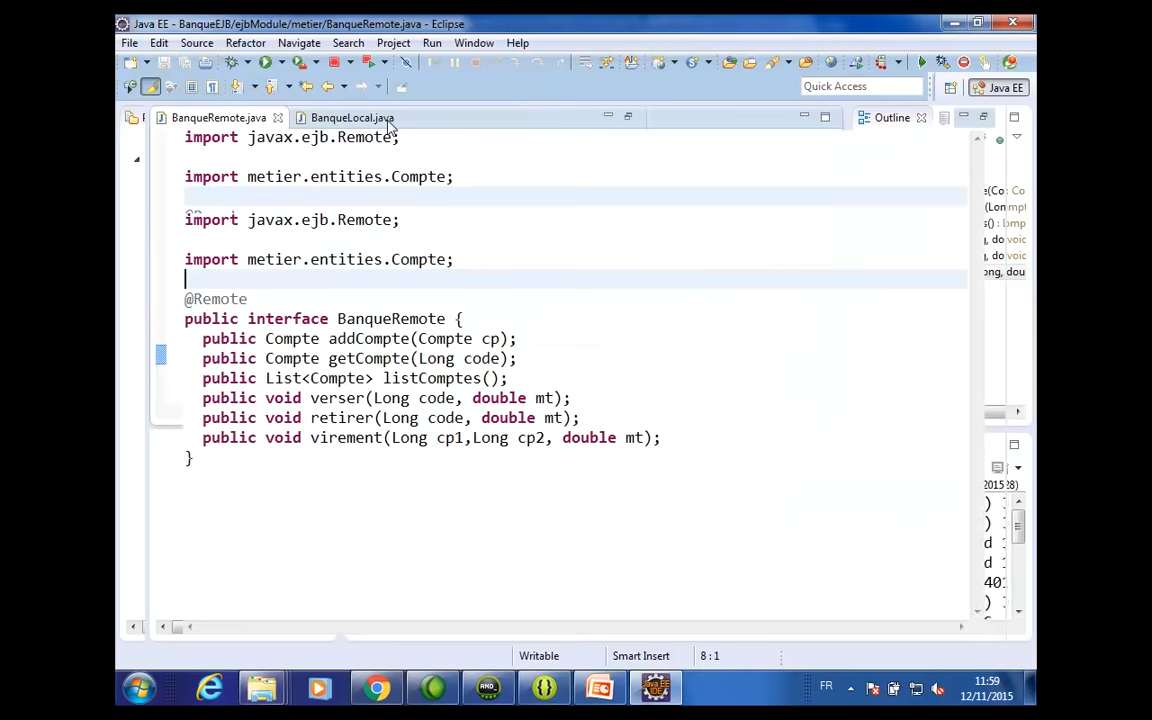 Java EE - BanqueEJB/ejbModule/metier/BanqueRemote.java - Eclipse
File Edit Source Refactor Navigate Search Project Run Window Help
Quick Access
Java EE
BanqueRemote.java
BanqueLocal.java
Outline
import javax.ejb.Remote;
import metier.entities.Compte;
import javax.ejb.Remote;
import metier.entities.Compte;
@Remote
public interface BanqueRemote {
public Compte addCompte(Compte cp);
public Compte getCompte(Long code);
public List<Compte> listComptes();
public void verser(Long code, double mt);
public void retirer(Long code, double mt);
public void virement(Long cp1,Long cp2, double mt);
}
Writable
Smart Insert
8 : 1
FR
11:59
12/11/2015